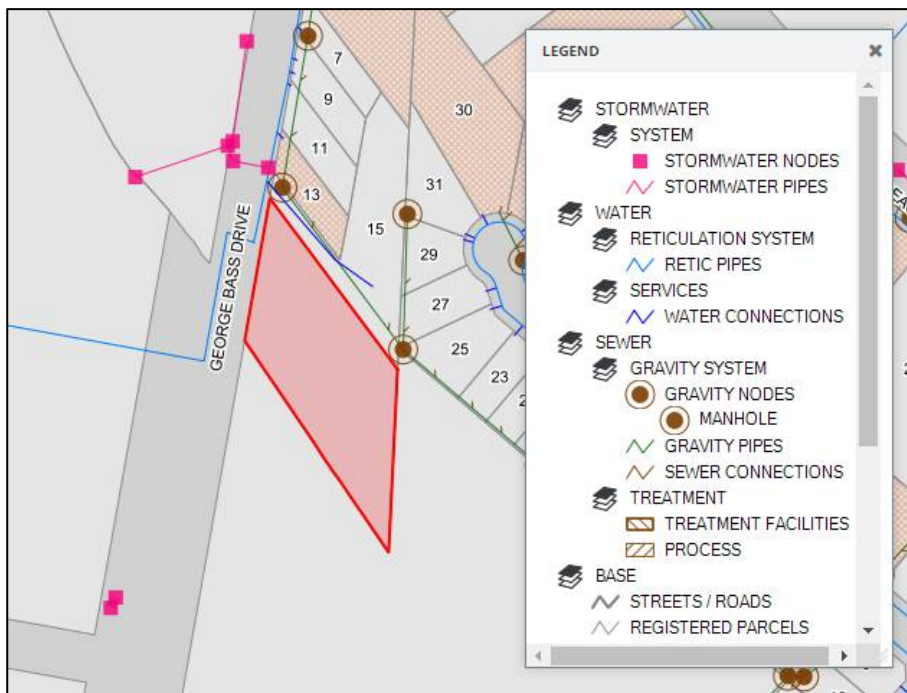 7
9
11
13
15
30
31
29
27
25
23
GEORGE BASS DRIVE
LEGEND
STORMWATER
SYSTEM
STORMWATER NODES
STORMWATER PIPES
WATER
RETICULATION SYSTEM
RETIC PIPES
SERVICES
WATER CONNECTIONS
SEWER
GRAVITY SYSTEM
GRAVITY NODES
MANHOLE
GRAVITY PIPES
SEWER CONNECTIONS
TREATMENT
TREATMENT FACILITIES
PROCESS
BASE
STREETS / ROADS
REGISTERED PARCELS